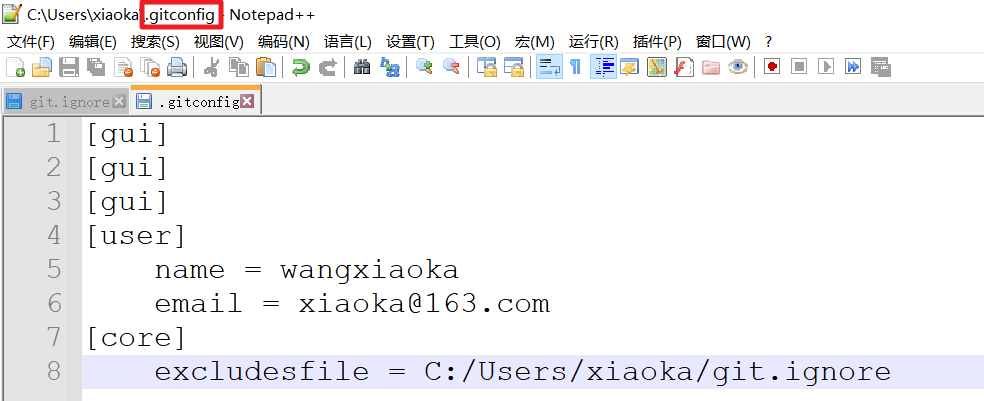 C:\Users\xiaoka\.gitconfig - Notepad++
文件(F) 编辑(E) 搜索(S) 视图(V) 编码(N) 语言(L) 设置(T) 工具(O) 宏(M) 运行(R) 插件(P) 窗口(W) ?
git.ignore .gitconfig
1 [gui]
2 [gui]
3 [gui]
4 [user]
5     name = wangxiaoka
6     email = xiaoka@163.com
7 [core]
8     excludesfile = C:/Users/xiaoka/git.ignore